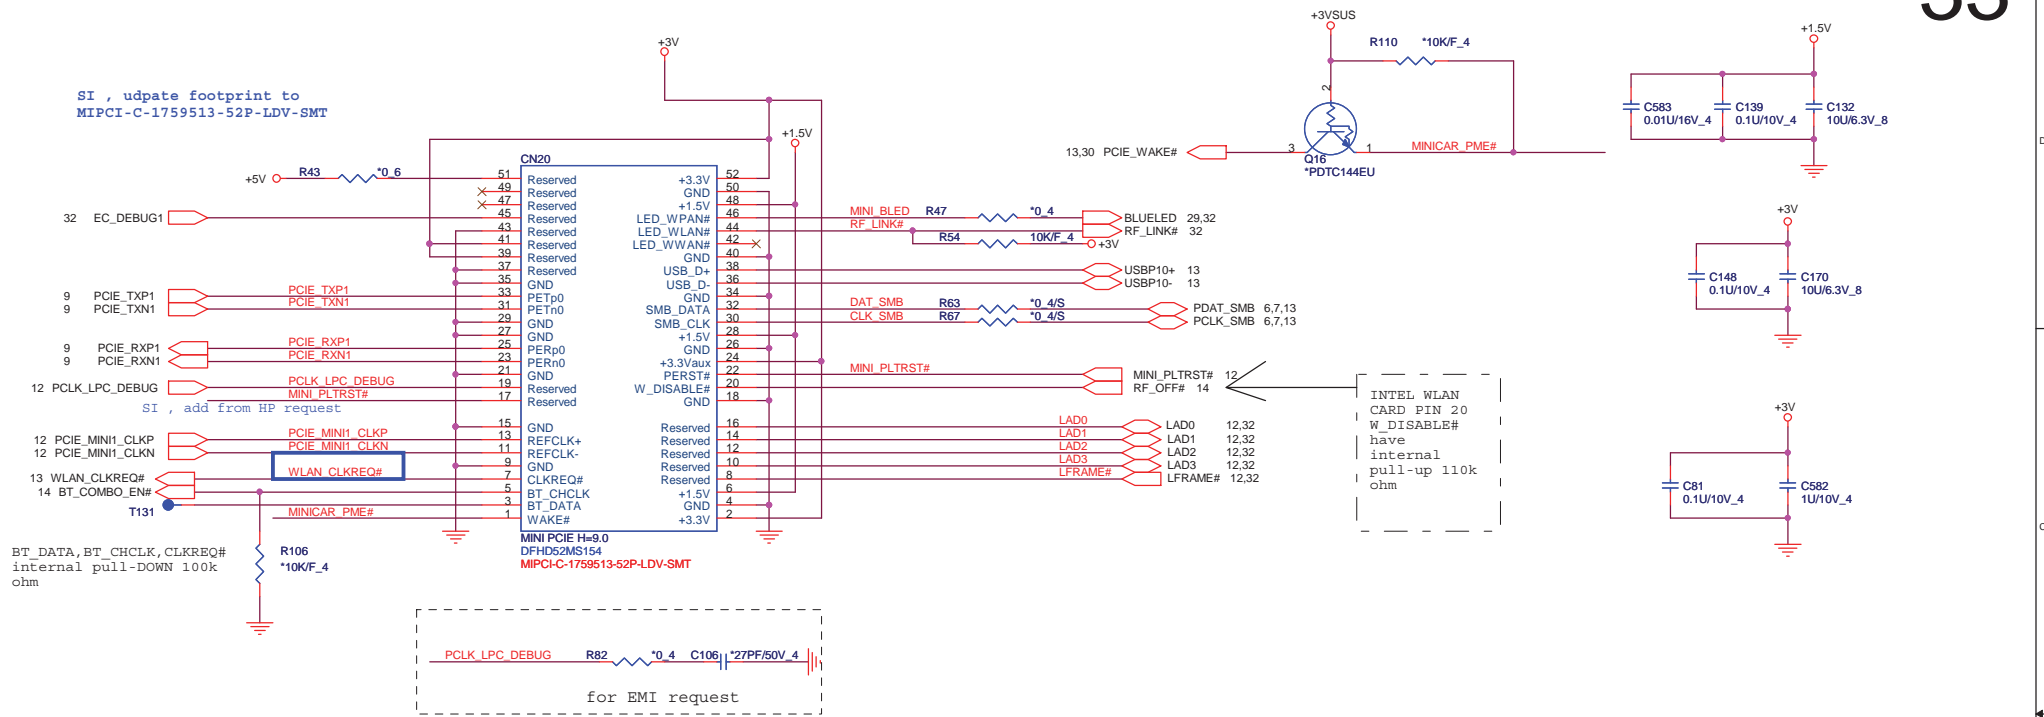 +3VSUS
R110 *10K/F_4
2
13,30 PCIE_WAKE# 3 1 MINICAR_PME#
Q16
*PDTC144EU
+1.5V
C583
0.01U/16V_4
C139
0.1U/10V_4
C132
10U/6.3V_8
+3V
C148
0.1U/10V_4
C170
10U/6.3V_8
+3V
C81
0.1U/10V_4
C582
1U/10V_4
SI , udpate footprint to
MIPCI-C-1759513-52P-LDV-SMT
+3V
+1.5V
CN20
+5V R43 *0_6 51 Reserved
49 Reserved
47 Reserved
32 EC_DEBUG1 45 Reserved
43 Reserved
41 Reserved
39 Reserved
37 Reserved
35 GND
9 PCIE_TXP1 PCIE_TXP1 33 PETp0
9 PCIE_TXN1 PCIE_TXN1 31 PETn0
29 GND
27 GND
9 PCIE_RXP1 PCIE_RXP1 25 PERp0
9 PCIE_RXN1 PCIE_RXN1 23 PERn0
21 GND
12 PCLK_LPC_DEBUG PCLK_LPC_DEBUG 19 Reserved
MINI_PLTRST# 17 Reserved
SI , add from HP request
15 GND
12 PCIE_MINI1_CLKP PCIE_MINI1_CLKP 13 REFCLK+
12 PCIE_MINI1_CLKN PCIE_MINI1_CLKN 11 REFCLK-
9 GND
13 WLAN_CLKREQ# WLAN_CLKREQ# 7 CLKREQ#
14 BT_COMBO_EN# 5 BT_CHCLK
T131 3 BT_DATA
MINICAR_PME# 1 WAKE#
+3.3V 52
GND 50
+1.5V 48
LED_WPAN# 46 MINI_BLED R47 *0_4 BLUELED 29,32
LED_WLAN# 44 RF_LINK# RF_LINK# 32
LED_WWAN# 42 R54 10K/F_4 +3V
GND 40
USB_D+ 38 USBP10+ 13
USB_D- 36 USBP10- 13
GND 34
SMB_DATA 32 DAT_SMB R63 *0_4/S PDAT_SMB 6,7,13
SMB_CLK 30 CLK_SMB R67 *0_4/S PCLK_SMB 6,7,13
+1.5V 28
GND 26
+3.3Vaux 24
PERST# 22 MINI_PLTRST# MINI_PLTRST# 12
W_DISABLE# 20 RF_OFF# 14
GND 18
Reserved 16 LAD0 LAD0 12,32
Reserved 14 LAD1 LAD1 12,32
Reserved 12 LAD2 LAD2 12,32
Reserved 10 LAD3 LAD3 12,32
Reserved 8 LFRAME# LFRAME# 12,32
+1.5V 6
GND 4
+3.3V 2
MINI PCIE H=9.0
DFHD52MS154
MIPCI-C-1759513-52P-LDV-SMT
INTEL WLAN
CARD PIN 20
W_DISABLE#
have
internal
pull-up 110k
ohm
BT_DATA,BT_CHCLK,CLKREQ#
internal pull-DOWN 100k
ohm
R106
*10K/F_4
PCLK_LPC_DEBUG R82 *0_4 C106 *27PF/50V_4
for EMI request